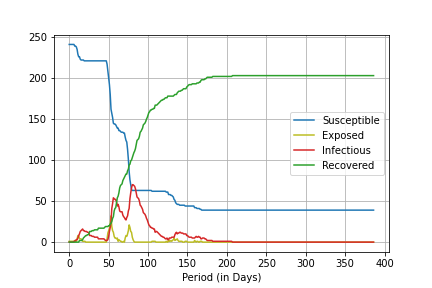 250
200
150
100
50
0
Susceptible
Exposed
Infectious
Recovered
0 50 100 150 200 250 300 350 400
Period (in Days)